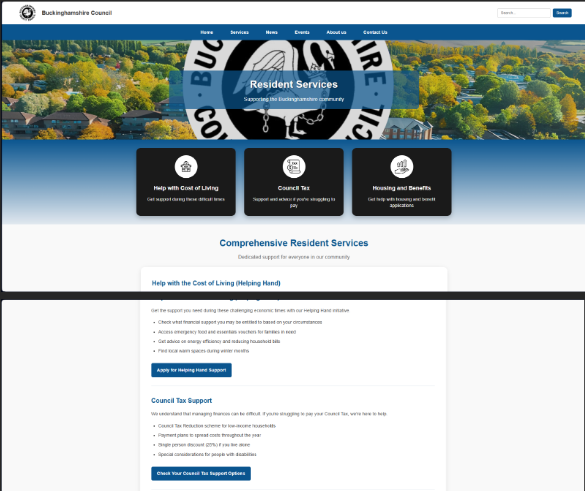 Buckinghamshire Council
Search...
Search
Home Services News Events About us Contact Us
Resident Services
Supporting the Buckinghamshire community
Help with Cost of Living
Get support during these difficult times
Council Tax
Support and advice if you're struggling to
pay
Housing and Benefits
Get help with housing and benefit
applications
Comprehensive Resident Services
Dedicated support for everyone in our community
Help with the Cost of Living (Helping Hand)
Get the support you need during these challenging economic times with our Helping Hand initiative.
• Check what financial support you may be entitled to based on your circumstances
• Access emergency food and essentials vouchers for families in need
• Get advice on energy efficiency and reducing household bills
• Find local warm spaces during winter months
Apply for Helping Hand Support
Council Tax Support
We understand that managing finances can be difficult. If you're struggling to pay your Council Tax, we're here to help.
• Council Tax Reduction scheme for low-income households
• Payment plans to spread costs throughout the year
• Single person discount (25%) if you live alone
• Special considerations for people with disabilities
Check Your Council Tax Support Options